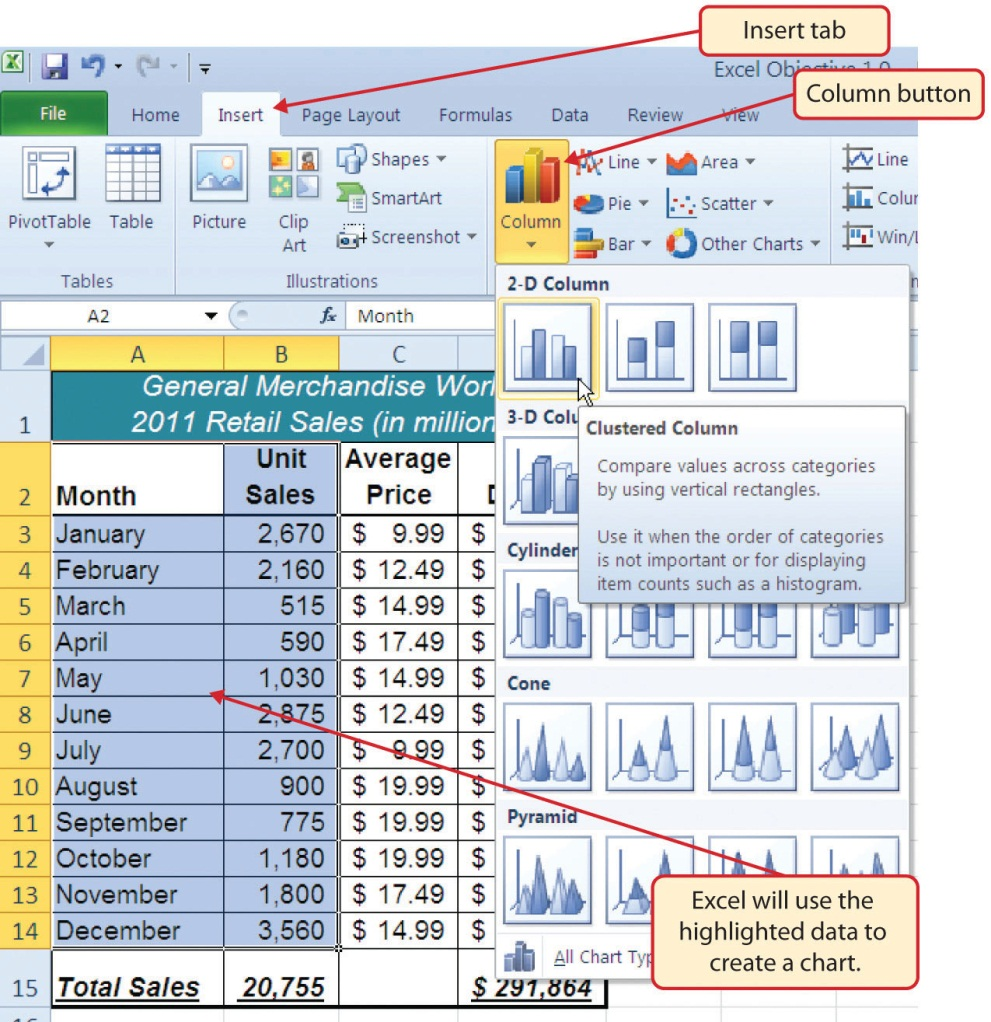 Insert tab
Column button
File Home Insert Page Layout Formulas Data Review View
PivotTable Table Picture Clip Art Shapes SmartArt Screenshot Column Line Pie Bar Area Scatter Other Charts Line
Tables Illustrations
A2 fx Month
2-D Column
A B C
1 General Merchandise
2011 Retail Sales (in
2 Month Unit Sales Average Price
3 January 2,670 $ 9.99 $
4 February 2,160 $ 12.49 $
5 March 515 $ 14.99 $
6 April 590 $ 17.49 $
7 May 1,030 $ 14.99 $
8 June 2,875 $ 12.49 $
9 July 2,700 $ 9.99 $
10 August 900 $ 19.99 $
11 September 775 $ 19.99 $
12 October 1,180 $ 19.99 $
13 November 1,800 $ 17.49 $
14 December 3,560 $ 14.99 $
15 Total Sales 20,755 $ 291,864
3-D
Clustered Column
Compare values across categories
by using vertical rectangles.
Use it when the order of categories
is not important or for displaying
item counts such as a histogram.
Cylinder
Cone
Pyramid
All Chart
Excel will use the
highlighted data to
create a chart.